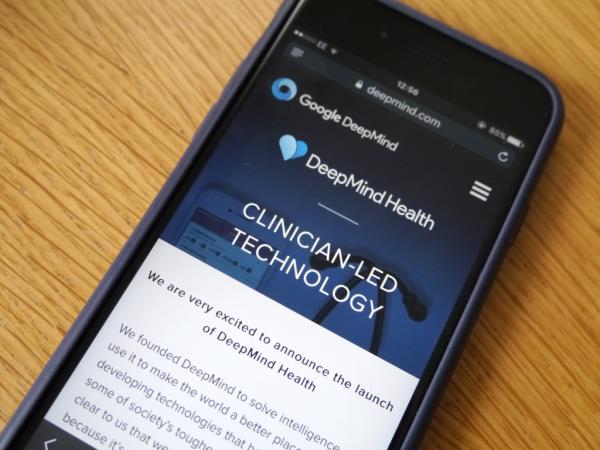 EE
12:56
85%
deepmind.com
Google DeepMind
DeepMind Health
CLINICIAN-LED
TECHNOLOGY
We are very excited to announce the launch
of DeepMind Health
We founded DeepMind to solve intelligence
use it to make the world a better place
developing technologies that
some of society's
clear to us that we
because it's